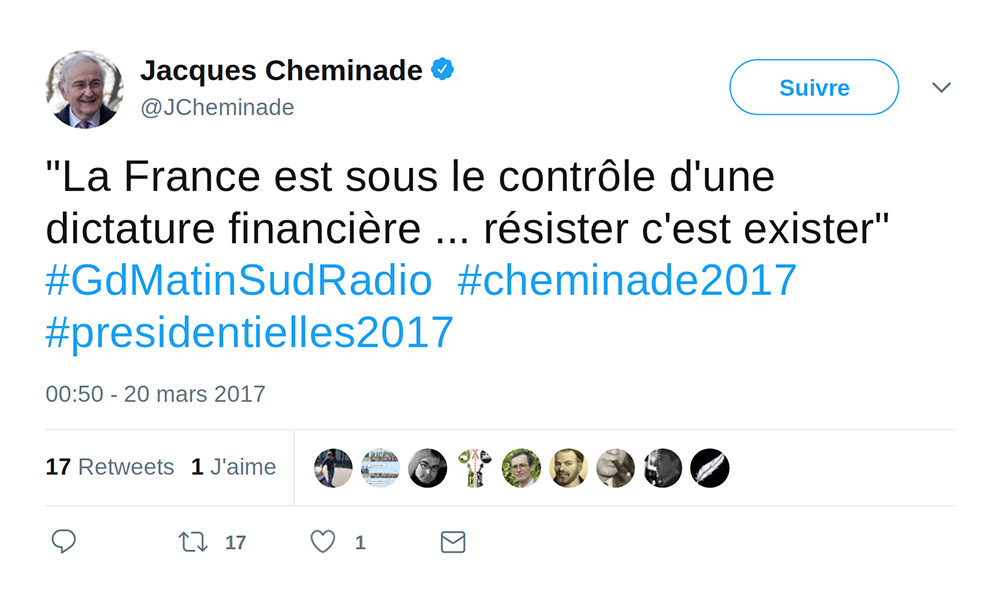 Jacques Cheminade
@JCheminade
Suivre
"La France est sous le contrôle d'une
dictature financière ... résister c'est exister"
#GdMatinSudRadio #cheminade2017
#presidentielles2017
00:50 - 20 mars 2017
17 Retweets 1 J'aime
17 1